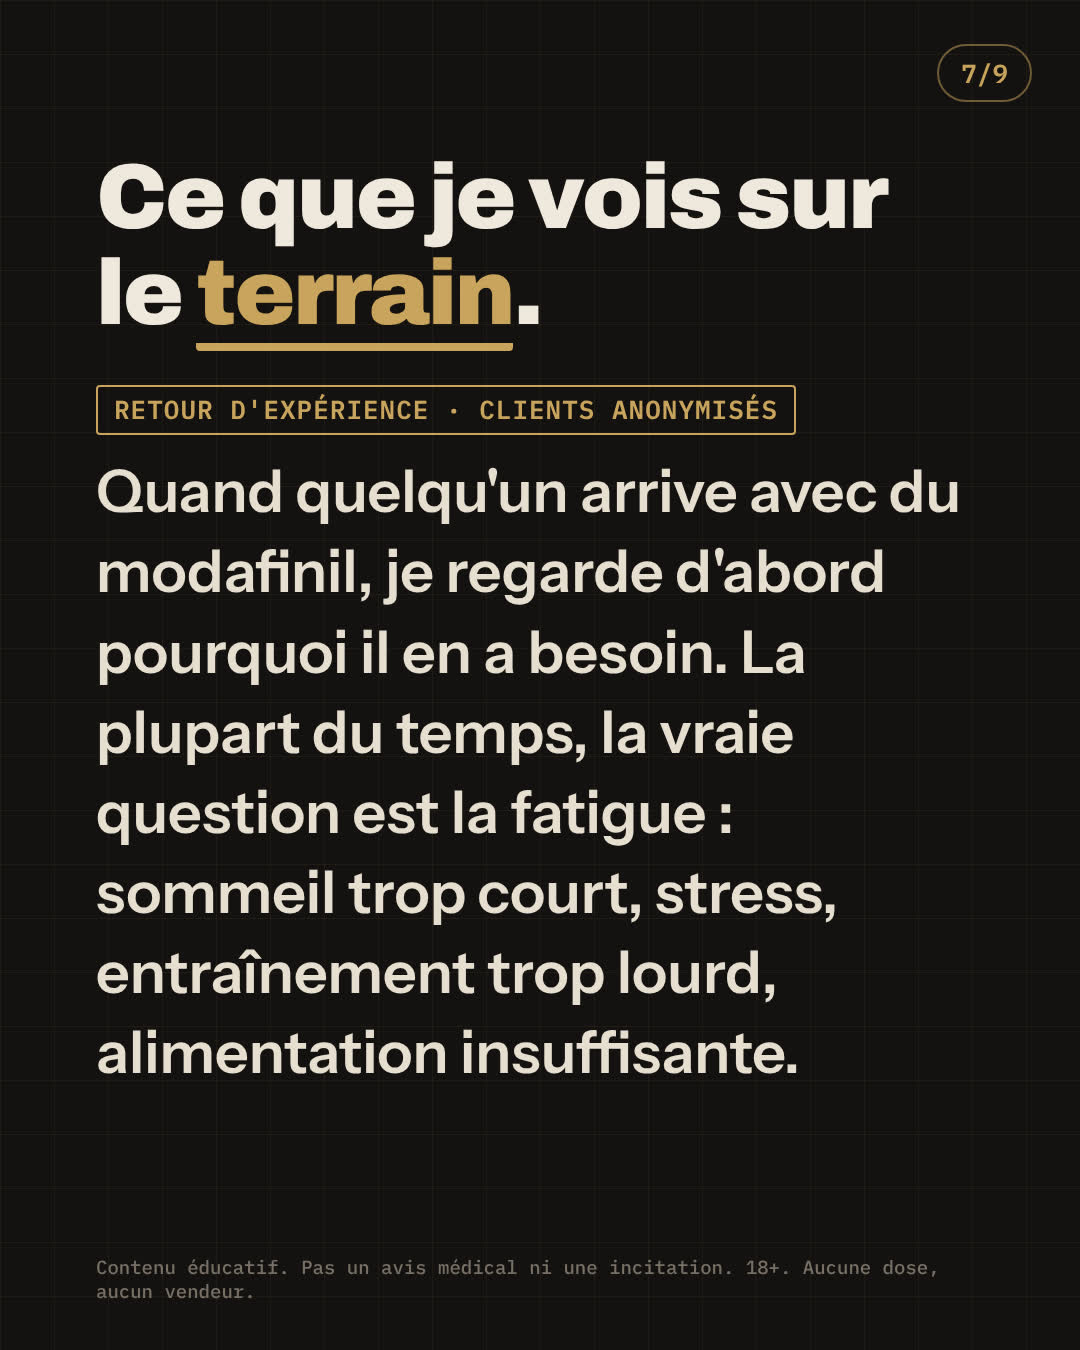 7/9
Ce que je vois sur
le terrain.
RETOUR D'EXPÉRIENCE · CLIENTS ANONYMISÉS
Quand quelqu'un arrive avec du
modafinil, je regarde d'abord
pourquoi il en a besoin. La
plupart du temps, la vraie
question est la fatigue :
sommeil trop court, stress,
entraînement trop lourd,
alimentation insuffisante.
Contenu éducatif. Pas un avis médical ni une incitation. 18+. Aucune dose,
aucun vendeur.